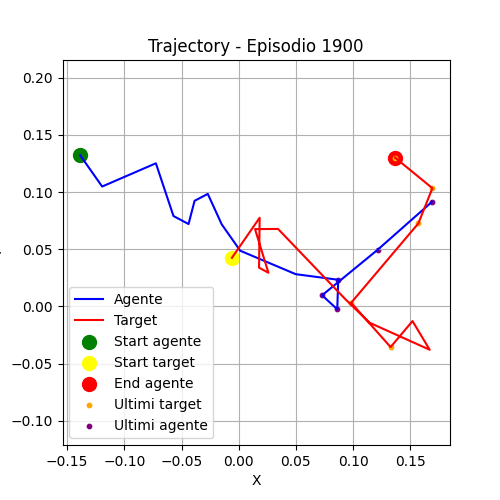 Trajectory - Episodio 1900
0.20
0.15
0.10
0.05
0.00
−0.05
−0.10
Agente
Target
Start agente
Start target
End agente
Ultimi target
Ultimi agente
−0.15 −0.10 −0.05 0.00 0.05 0.10 0.15
X